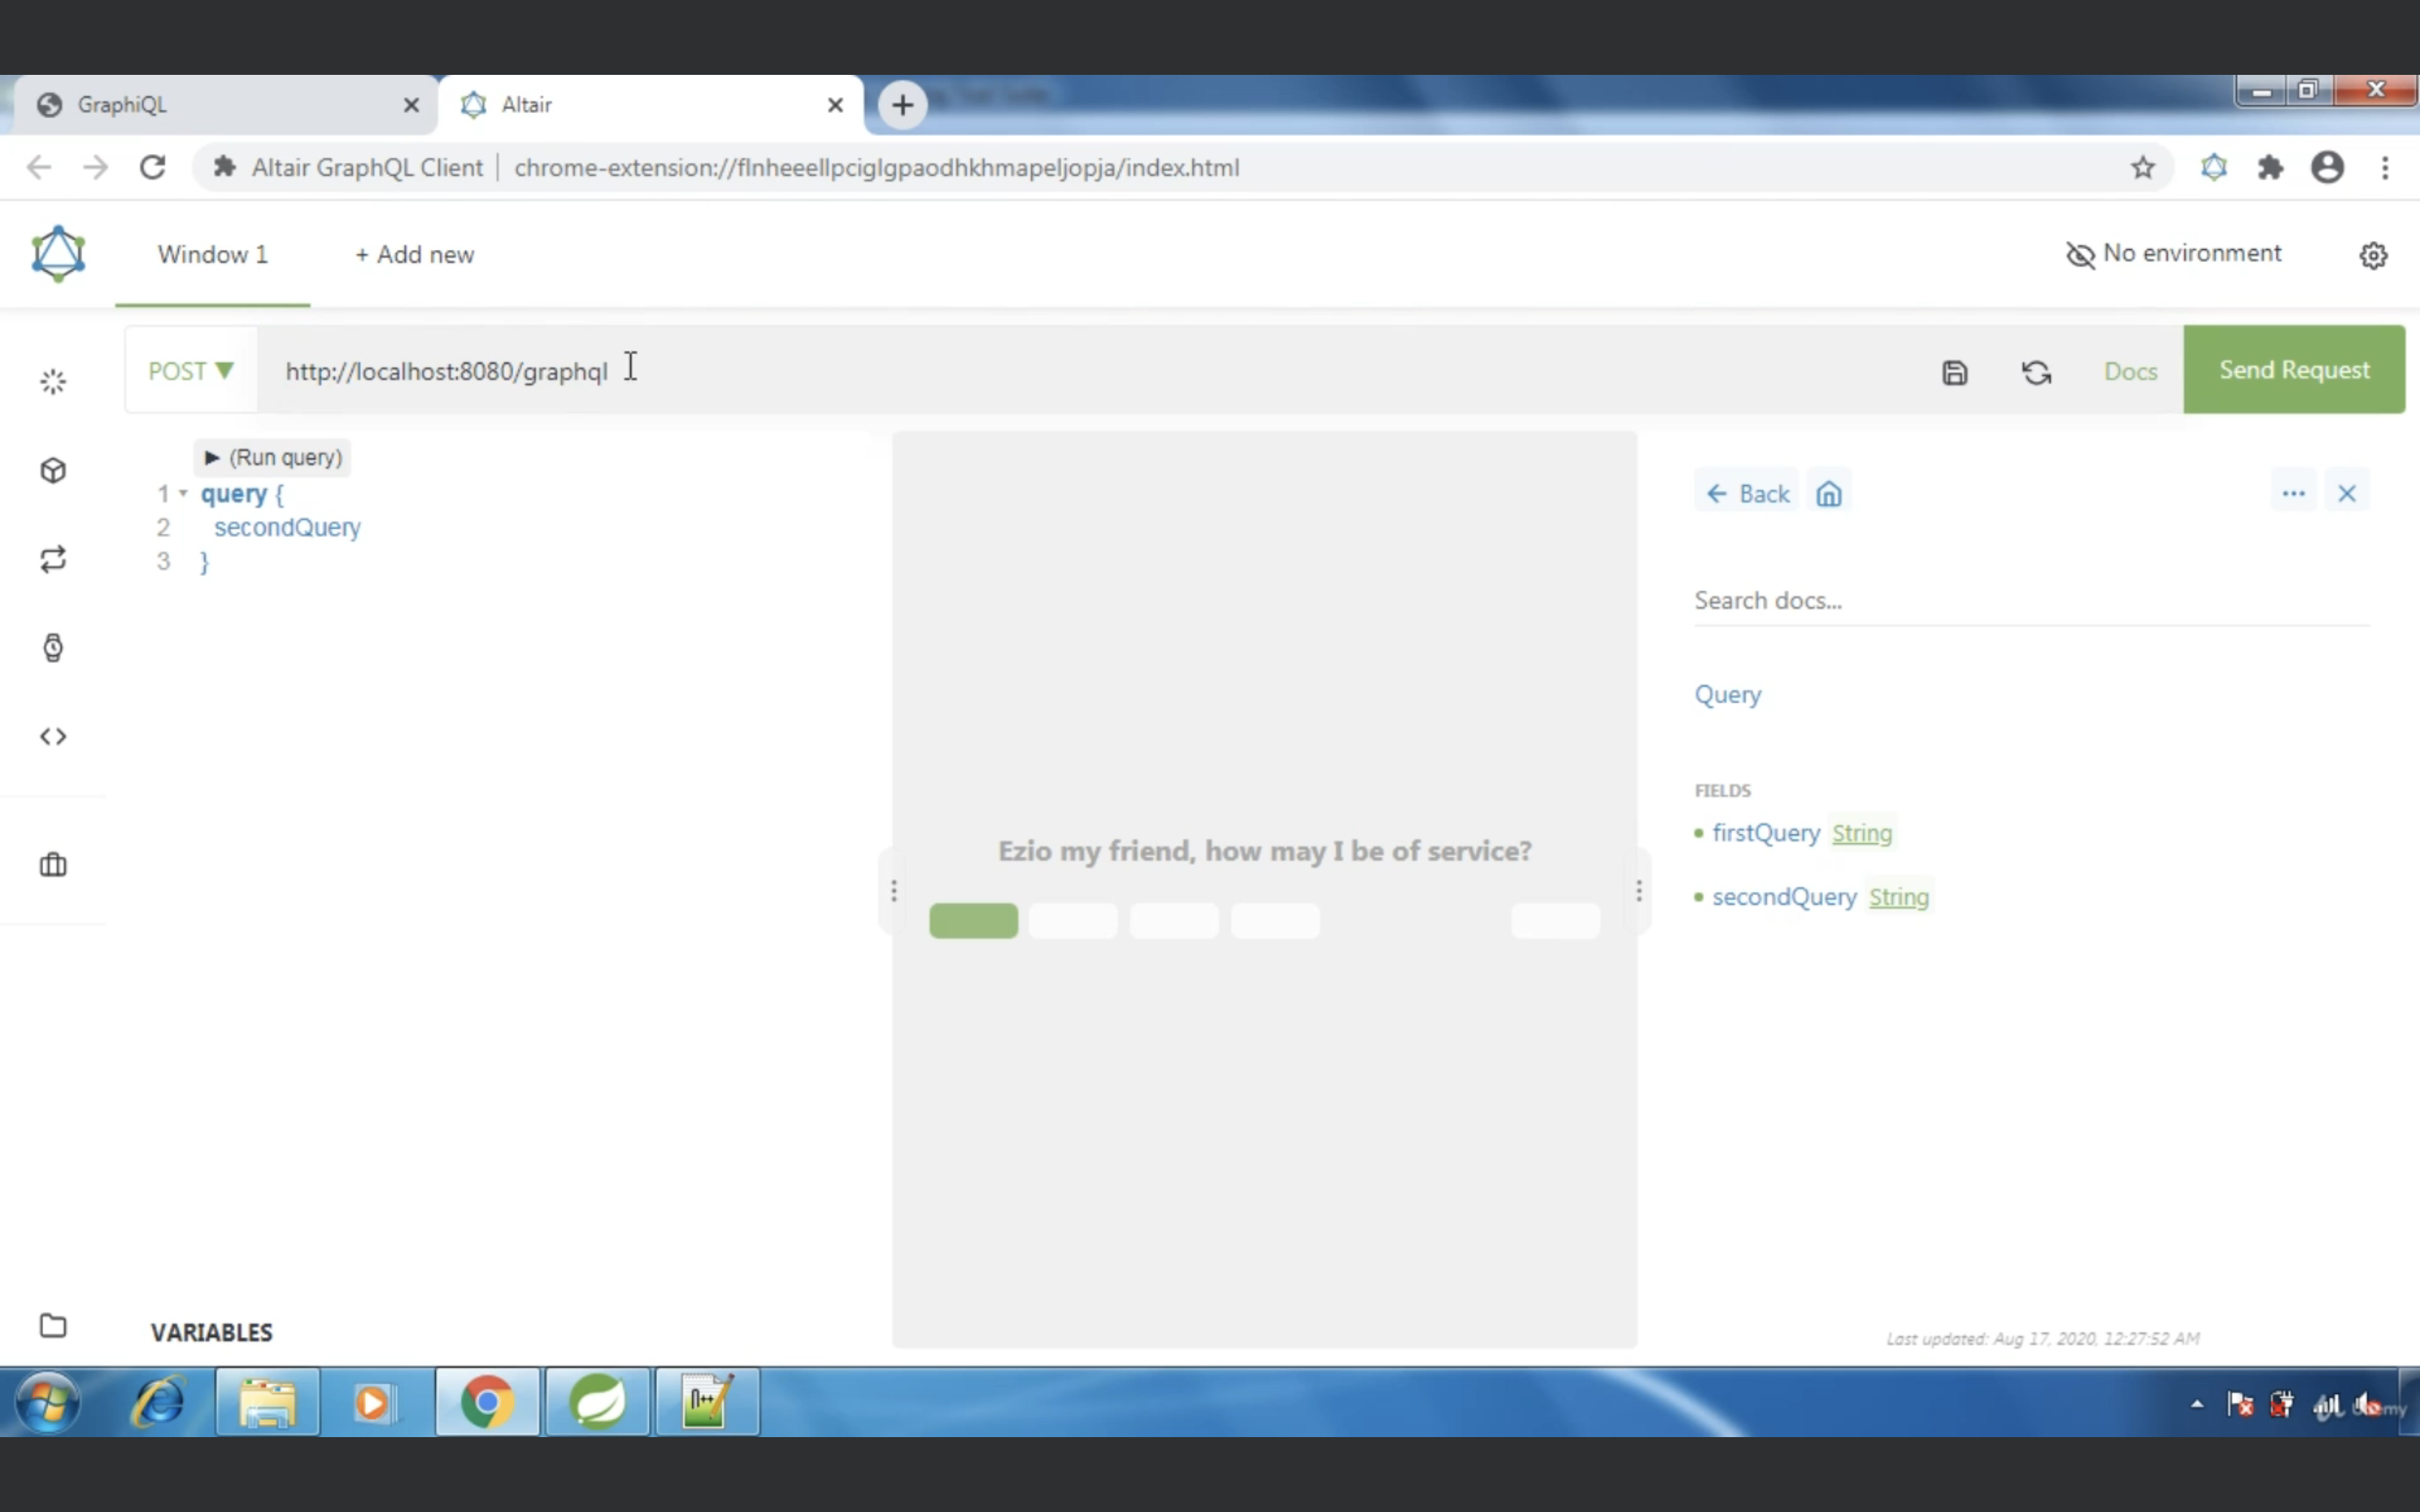 GraphiQL
Altair
Altair GraphQL Client
chrome-extension://flnheeellpciglgpaodhkhmapeljopja/index.html
Window 1
+ Add new
No environment
POST
http://localhost:8080/graphql
Docs
Send Request
(Run query)
1 query {
2 secondQuery
3 }
Back
Search docs...
Query
FIELDS
firstQuery String
secondQuery String
Ezio my friend, how may I be of service?
VARIABLES
Last updated: Aug 17, 2020, 12:27:52 AM